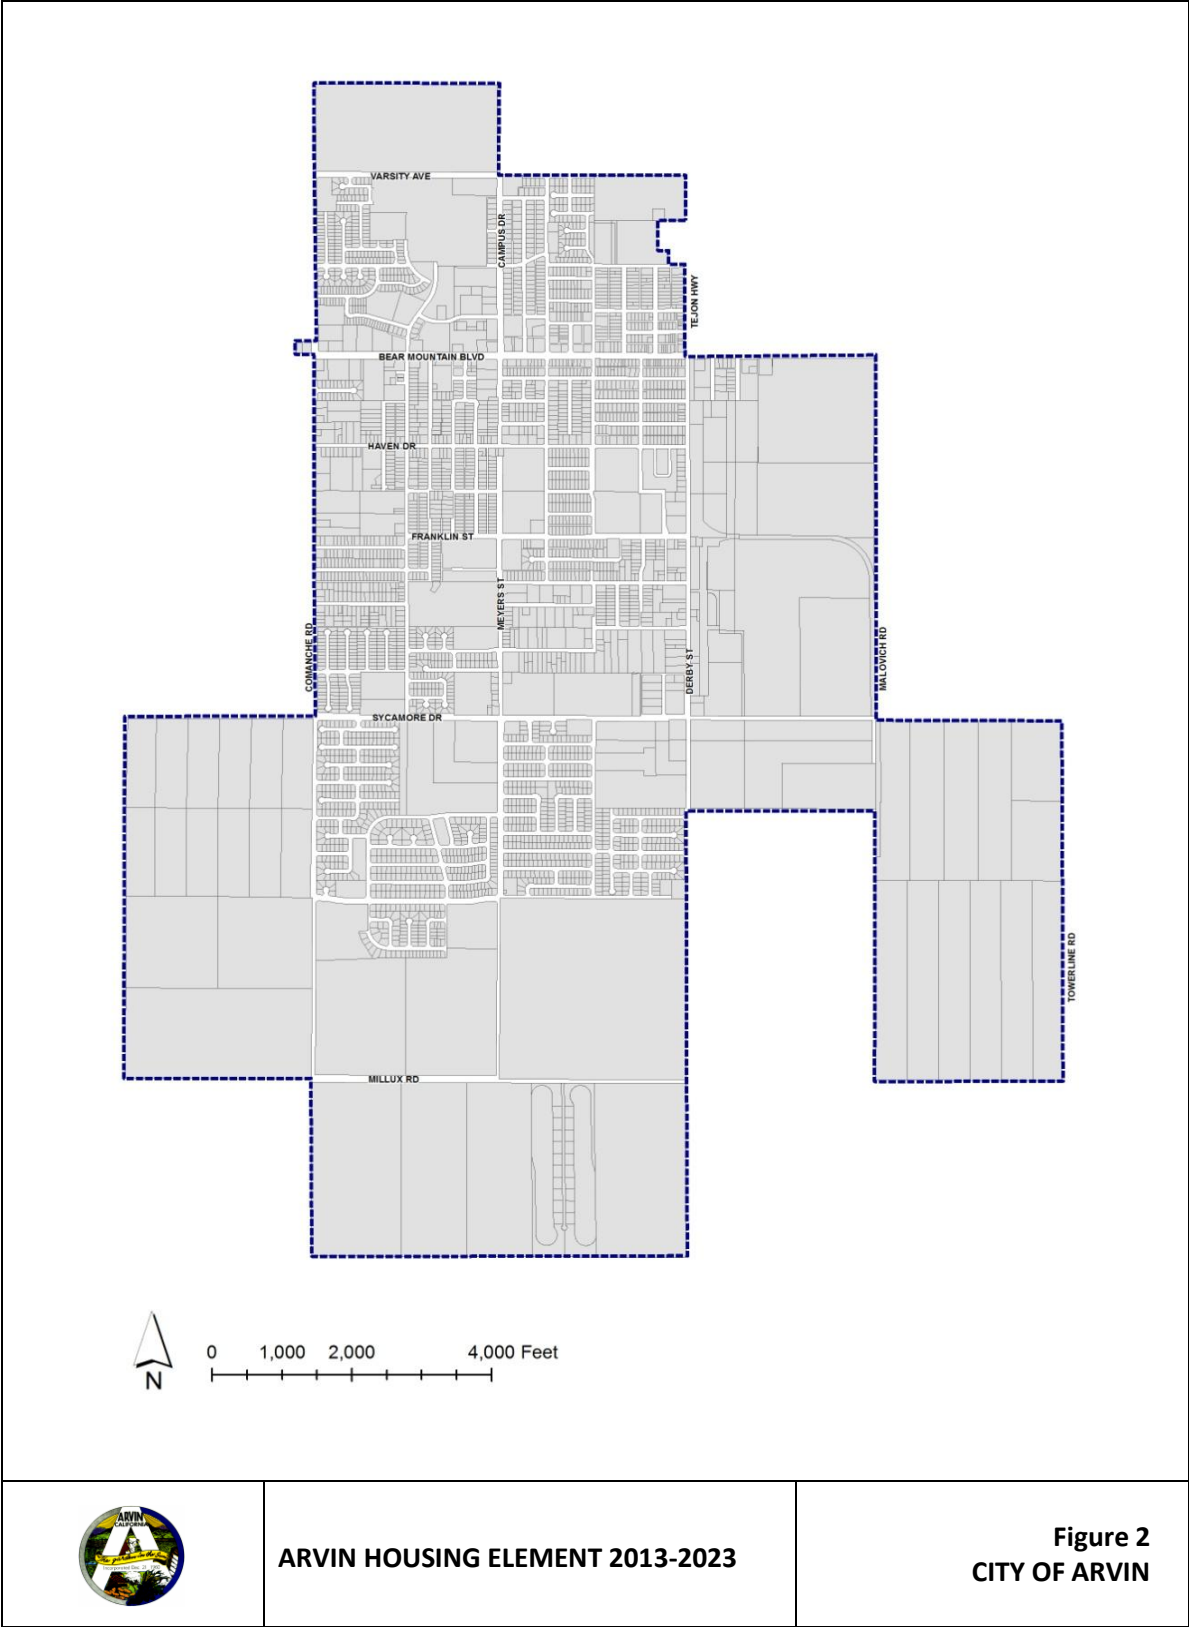 VARSITY AVE
CAMPUS DR
TEJON HWY
BEAR MOUNTAIN BLVD
HAVEN DR
FRANKLIN ST
MEYERS ST
COMANCHE RD
DERBY ST
MALOVICH RD
SYCAMORE DR
TOWERLINE RD
MILLUX RD
0 1,000 2,000 4,000 Feet
N
ARVIN
CALIFORNIA
ARVIN HOUSING ELEMENT 2013-2023
Figure 2
CITY OF ARVIN